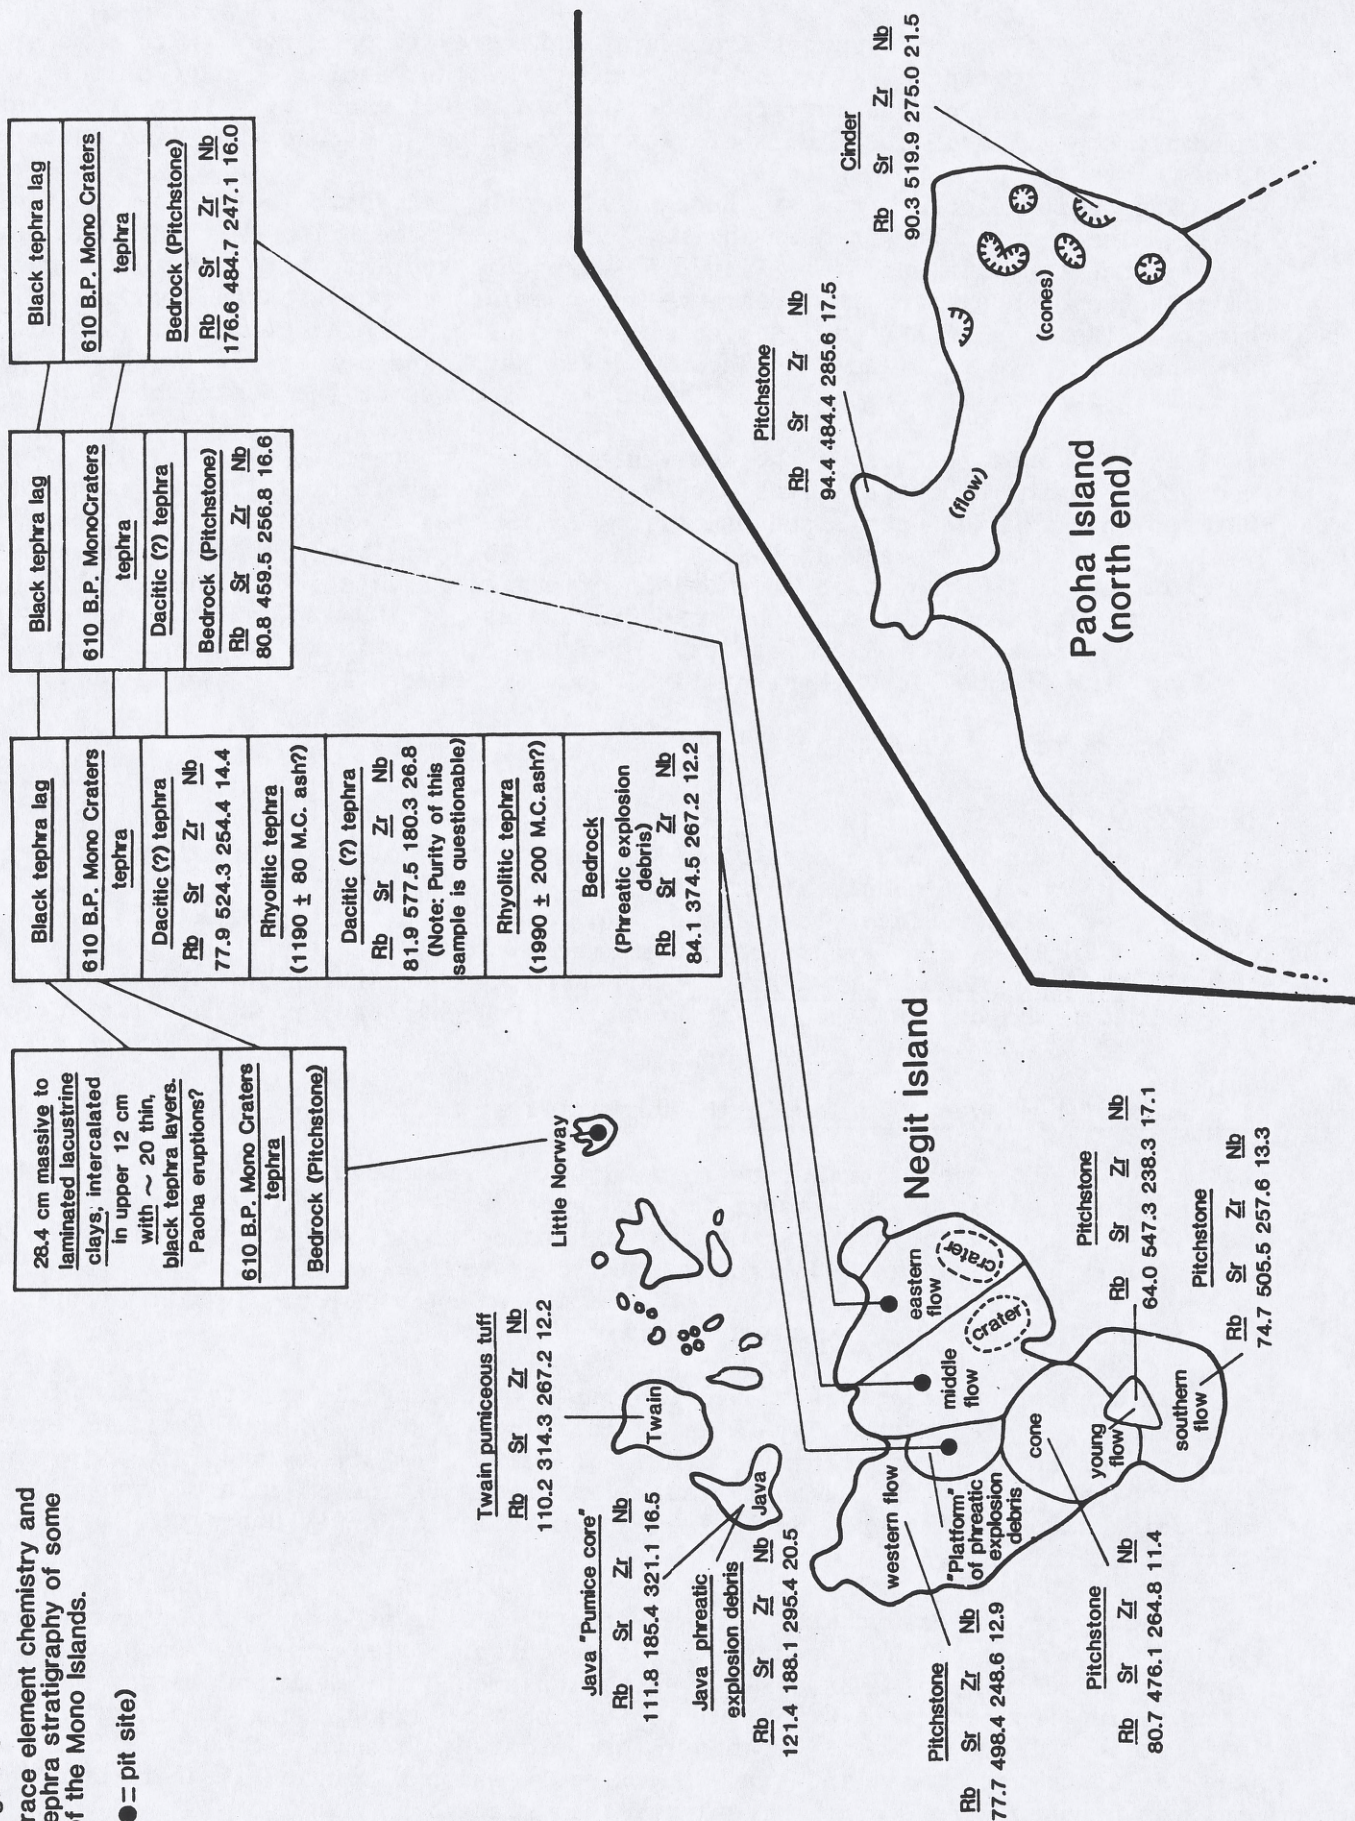 race element chemistry and
ephra stratigraphy of some
f the Mono Islands.
●= pit site)
28.4 cm massive to
laminated lacustrine
clays, intercalated
in upper 12 cm
with ~ 20 thin,
black tephra layers.
Paoha eruptions?
610 B.P. Mono Craters
tephra
Bedrock (Pitchstone)
Black tephra lag
610 B.P. Mono Craters
tephra
Dacitic (?) tephra
Rb Sr Zr Nb
77.9 524.3 254.4 14.4
Rhyolitic tephra
(1190 ± 80 M.C. ash?)
Dacitic (?) tephra
Rb Sr Zr Nb
81.9 577.5 180.3 26.8
(Note: Purity of this
sample is questionable)
Rhyolitic tephra
(1990 ± 200 M.C. ash?)
Bedrock
(Phreatic explosion
debris)
Rb Sr Zr Nb
84.1 374.5 267.2 12.2
Black tephra lag
610 B.P. MonoCraters
tephra
Dacitic (?) tephra
Bedrock (Pitchstone)
Rb Sr Zr Nb
80.8 459.5 256.8 16.6
Black tephra lag
610 B.P. Mono Craters
tephra
Bedrock (Pitchstone)
Rb Sr Zr Nb
176.6 484.7 247.1 16.0
Little Norway
Twain pumiceous tuff
Rb Sr Zr Nb
110.2 314.3 267.2 12.2
Twain
Java "Pumice core"
Rb Sr Zr Nb
111.8 185.4 321.1 16.5
Java phreatic
explosion debris
Rb Sr Zr Nb
121.4 188.1 295.4 20.5
Java
Negit Island
western flow
"Platform"
of phreatic
explosion
debris
middle
flow
eastern
flow
crater
crater
cone
young
flow
southern
flow
Pitchstone
Rb Sr Zr Nb
77.7 498.4 248.6 12.9
Pitchstone
Rb Sr Zr Nb
80.7 476.1 264.8 11.4
Pitchstone
Rb Sr Zr Nb
64.0 547.3 238.3 17.1
Pitchstone
Rb Sr Zr Nb
74.7 505.5 257.6 13.3
Pitchstone
Rb Sr Zr Nb
94.4 484.4 285.6 17.5
Cinder
Rb Sr Zr Nb
90.3 519.9 275.0 21.5
(flow)
(cones)
Paoha Island
(north end)